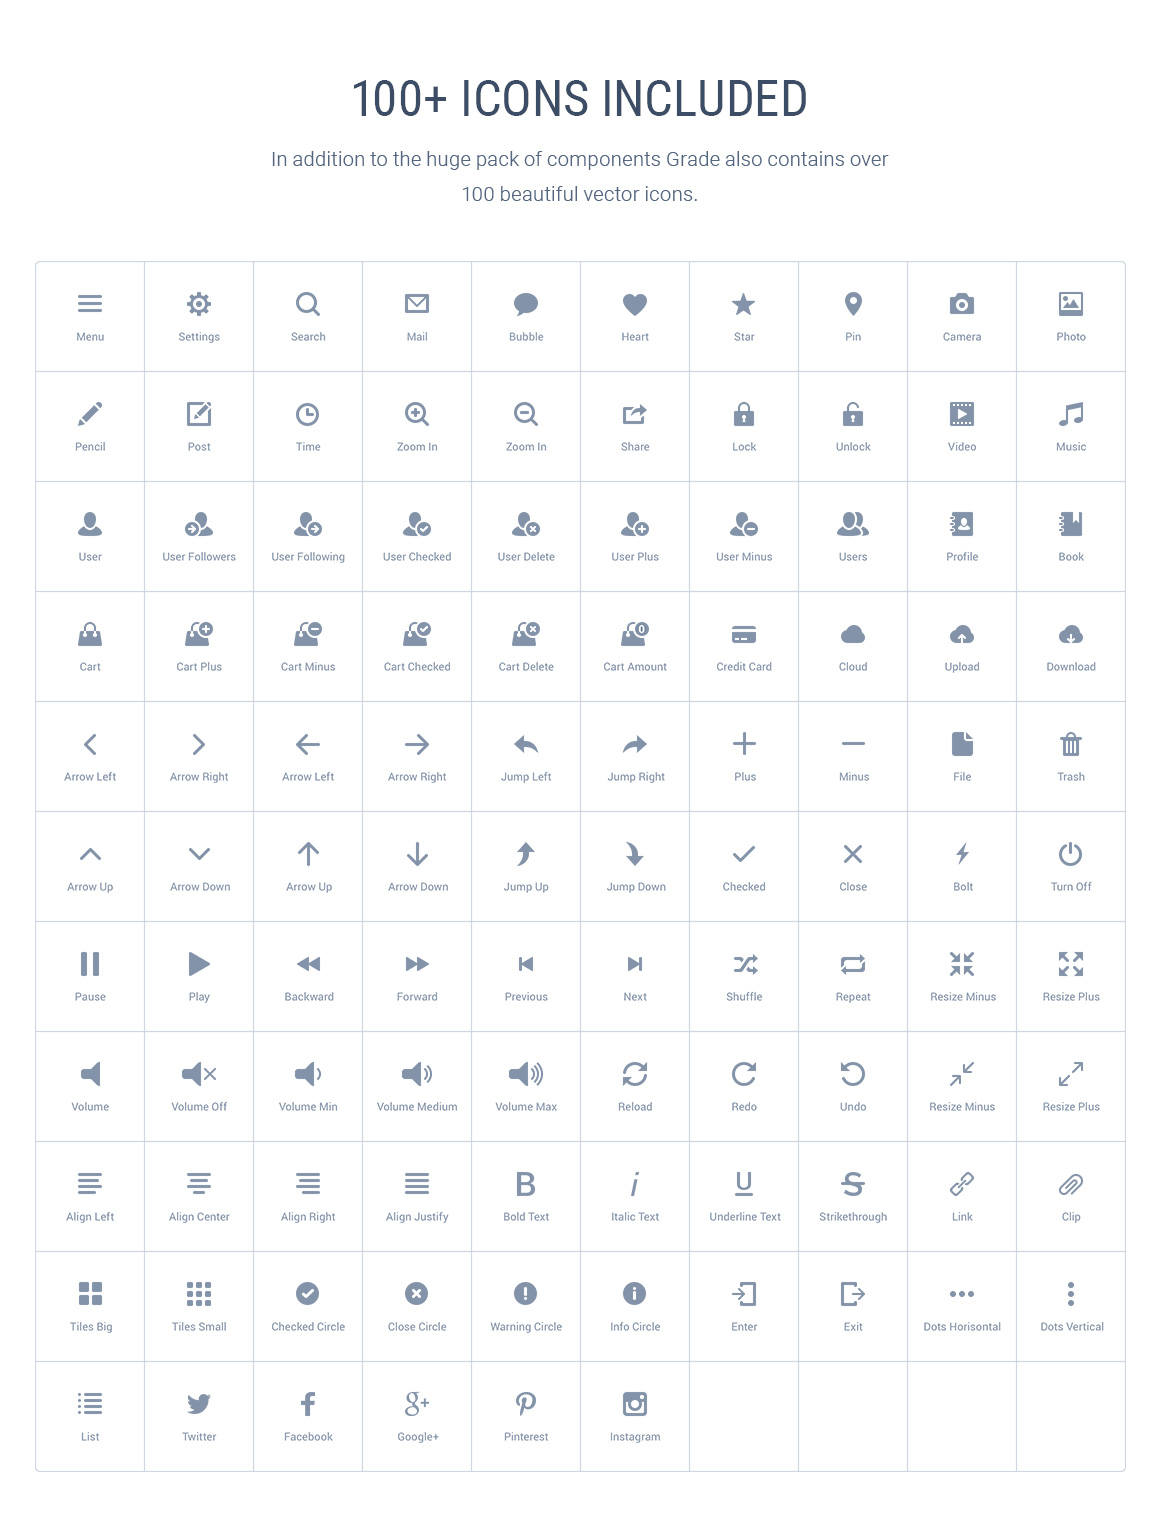 100+ ICONS INCLUDED
In addition to the huge pack of components Grade also contains over
100 beautiful vector icons.
Menu Settings Search Mail Bubble Heart Star Pin Camera Photo
Pencil Post Time Zoom In Zoom In Share Lock Unlock Video Music
User User Followers User Following User Checked User Delete User Plus User Minus Users Profile Book
Cart Cart Plus Cart Minus Cart Checked Cart Delete Cart Amount Credit Card Cloud Upload Download
Arrow Left Arrow Right Arrow Left Arrow Right Jump Left Jump Right Plus Minus File Trash
Arrow Up Arrow Down Arrow Up Arrow Down Jump Up Jump Down Checked Close Bolt Turn Off
Pause Play Backward Forward Previous Next Shuffle Repeat Resize Minus Resize Plus
Volume Volume Off Volume Min Volume Medium Volume Max Reload Redo Undo Resize Minus Resize Plus
Align Left Align Center Align Right Align Justify Bold Text Italic Text Underline Text Strikethrough Link Clip
Tiles Big Tiles Small Checked Circle Close Circle Warning Circle Info Circle Enter Exit Dots Horisontal Dots Vertical
List Twitter Facebook Google+ Pinterest Instagram